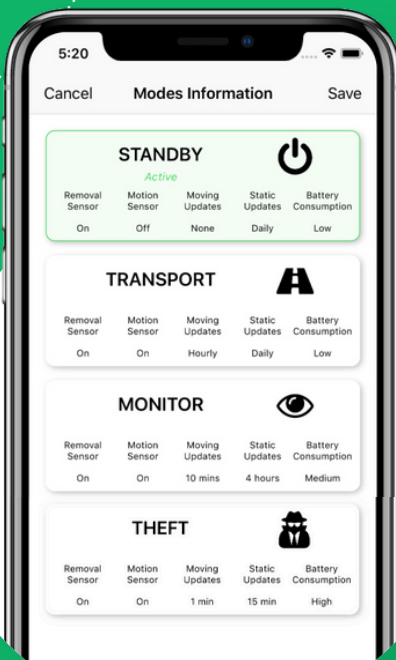 5:20
Cancel Modes Information Save
STANDBY
Active
Removal Sensor Motion Sensor Moving Updates Static Updates Battery Consumption
On Off None Daily Low
TRANSPORT
Removal Sensor Motion Sensor Moving Updates Static Updates Battery Consumption
On On Hourly Daily Low
MONITOR
Removal Sensor Motion Sensor Moving Updates Static Updates Battery Consumption
On On 10 mins 4 hours Medium
THEFT
Removal Sensor Motion Sensor Moving Updates Static Updates Battery Consumption
On On 1 min 15 min High